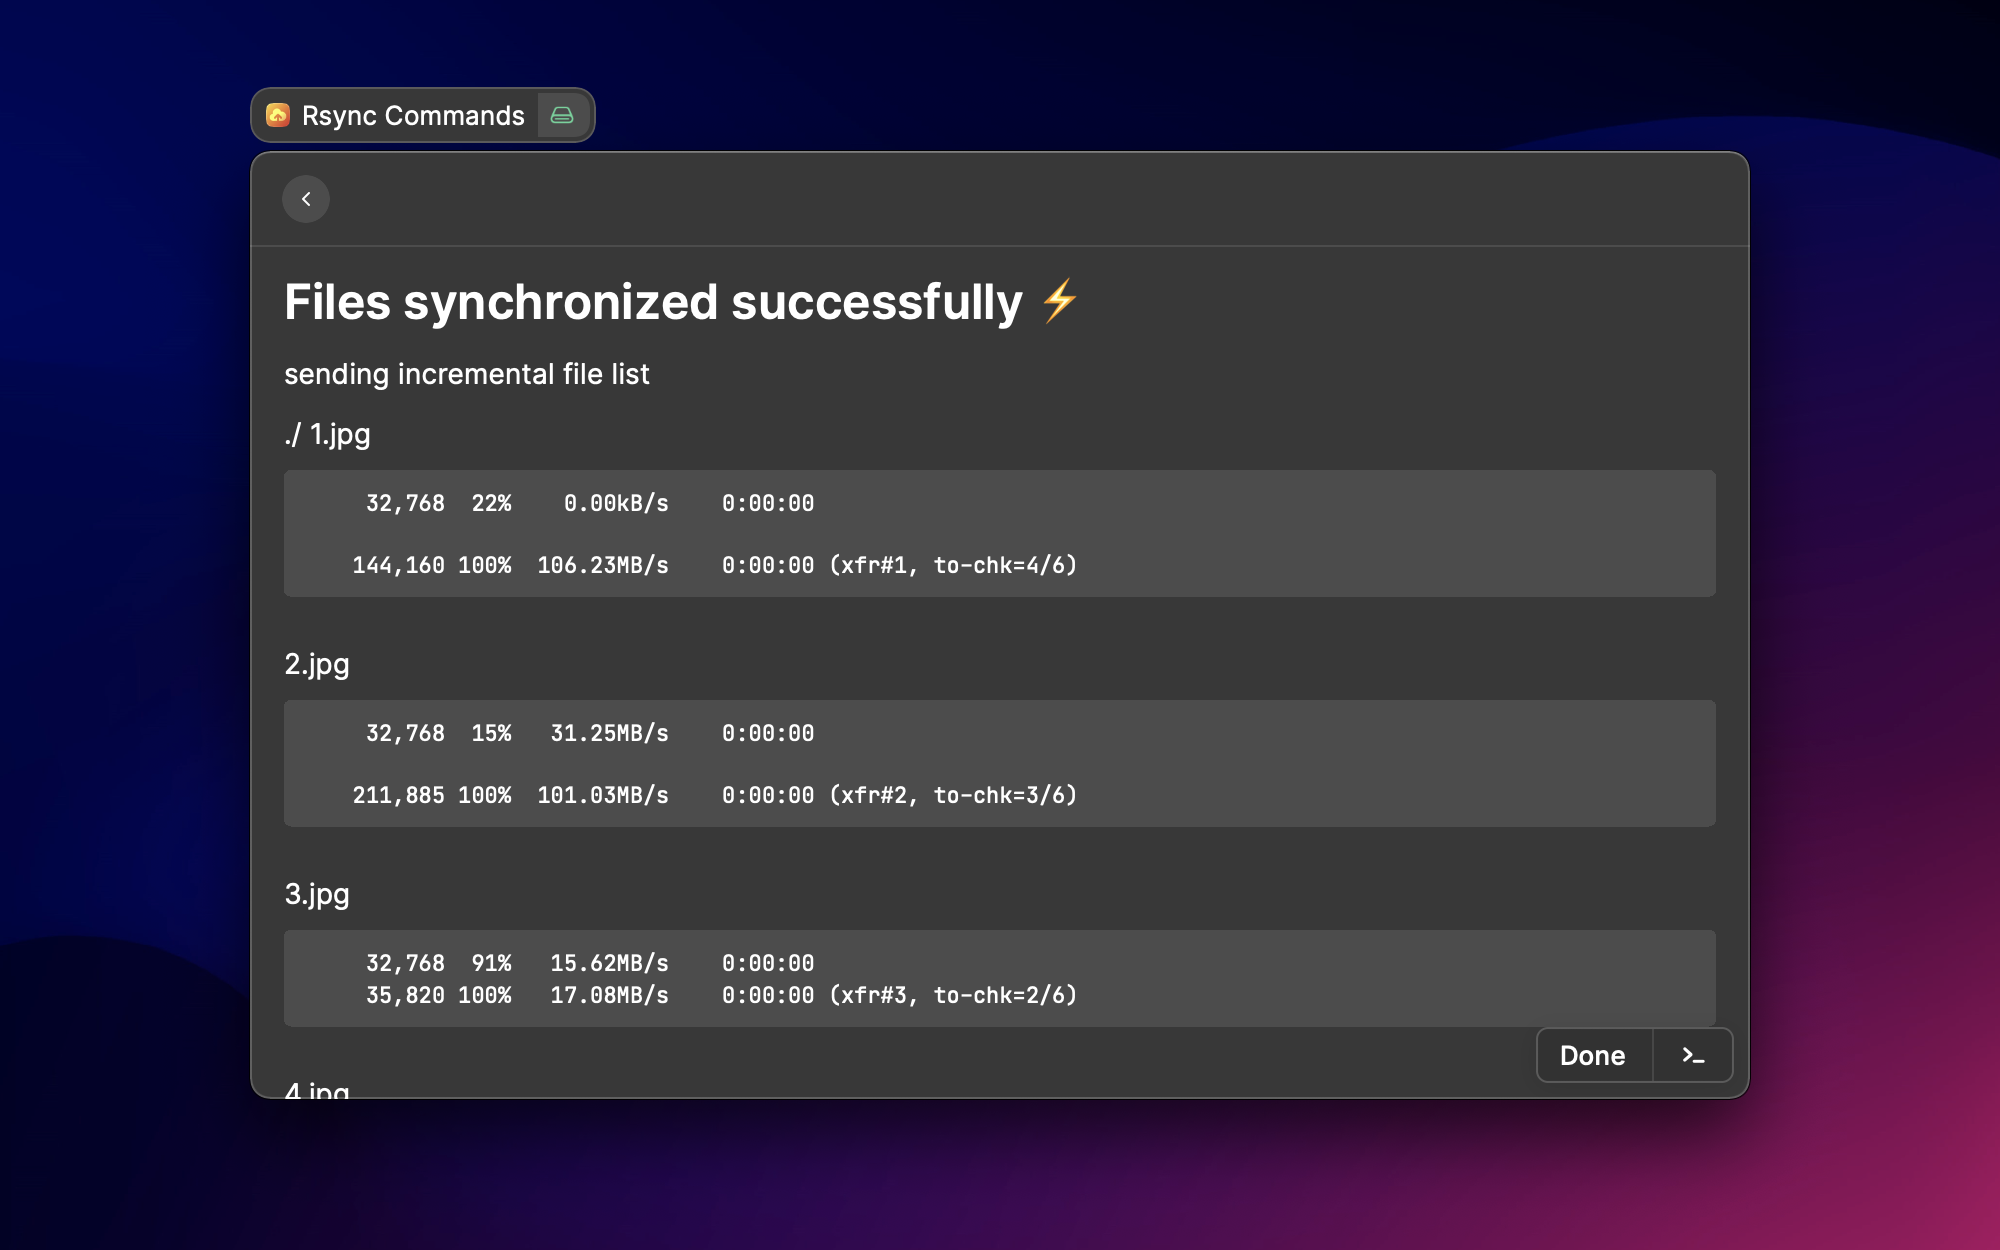 Rsync Commands
Files synchronized successfully ⚡
sending incremental file list
./ 1.jpg
32,768  22%    0.00kB/s    0:00:00
144,160 100%  106.23MB/s    0:00:00 (xfr#1, to-chk=4/6)
2.jpg
32,768  15%   31.25MB/s    0:00:00
211,885 100%  101.03MB/s    0:00:00 (xfr#2, to-chk=3/6)
3.jpg
32,768  91%   15.62MB/s    0:00:00
35,820 100%   17.08MB/s    0:00:00 (xfr#3, to-chk=2/6)
Done >_
4.jpg